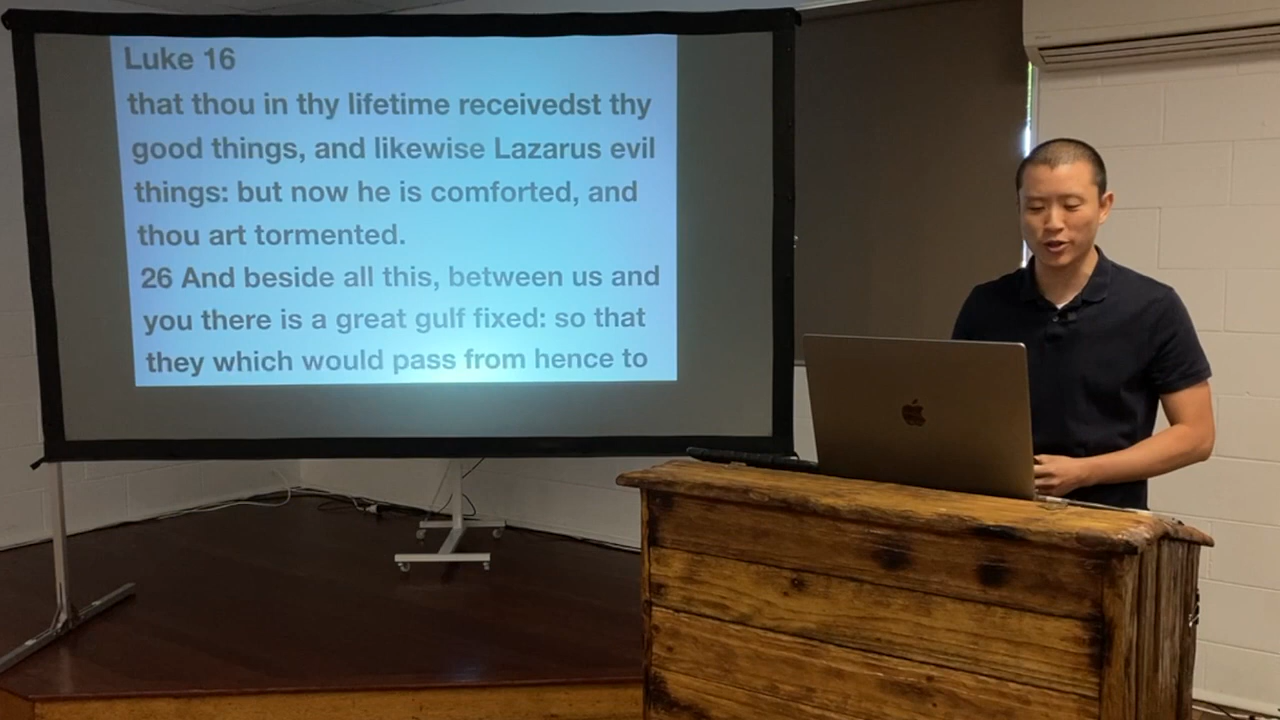 Luke 16
that thou in thy lifetime receivedst thy
good things, and likewise Lazarus evil
things: but now he is comforted, and
thou art tormented.
26 And beside all this, between us and
you there is a great gulf fixed: so that
they which would pass from hence to